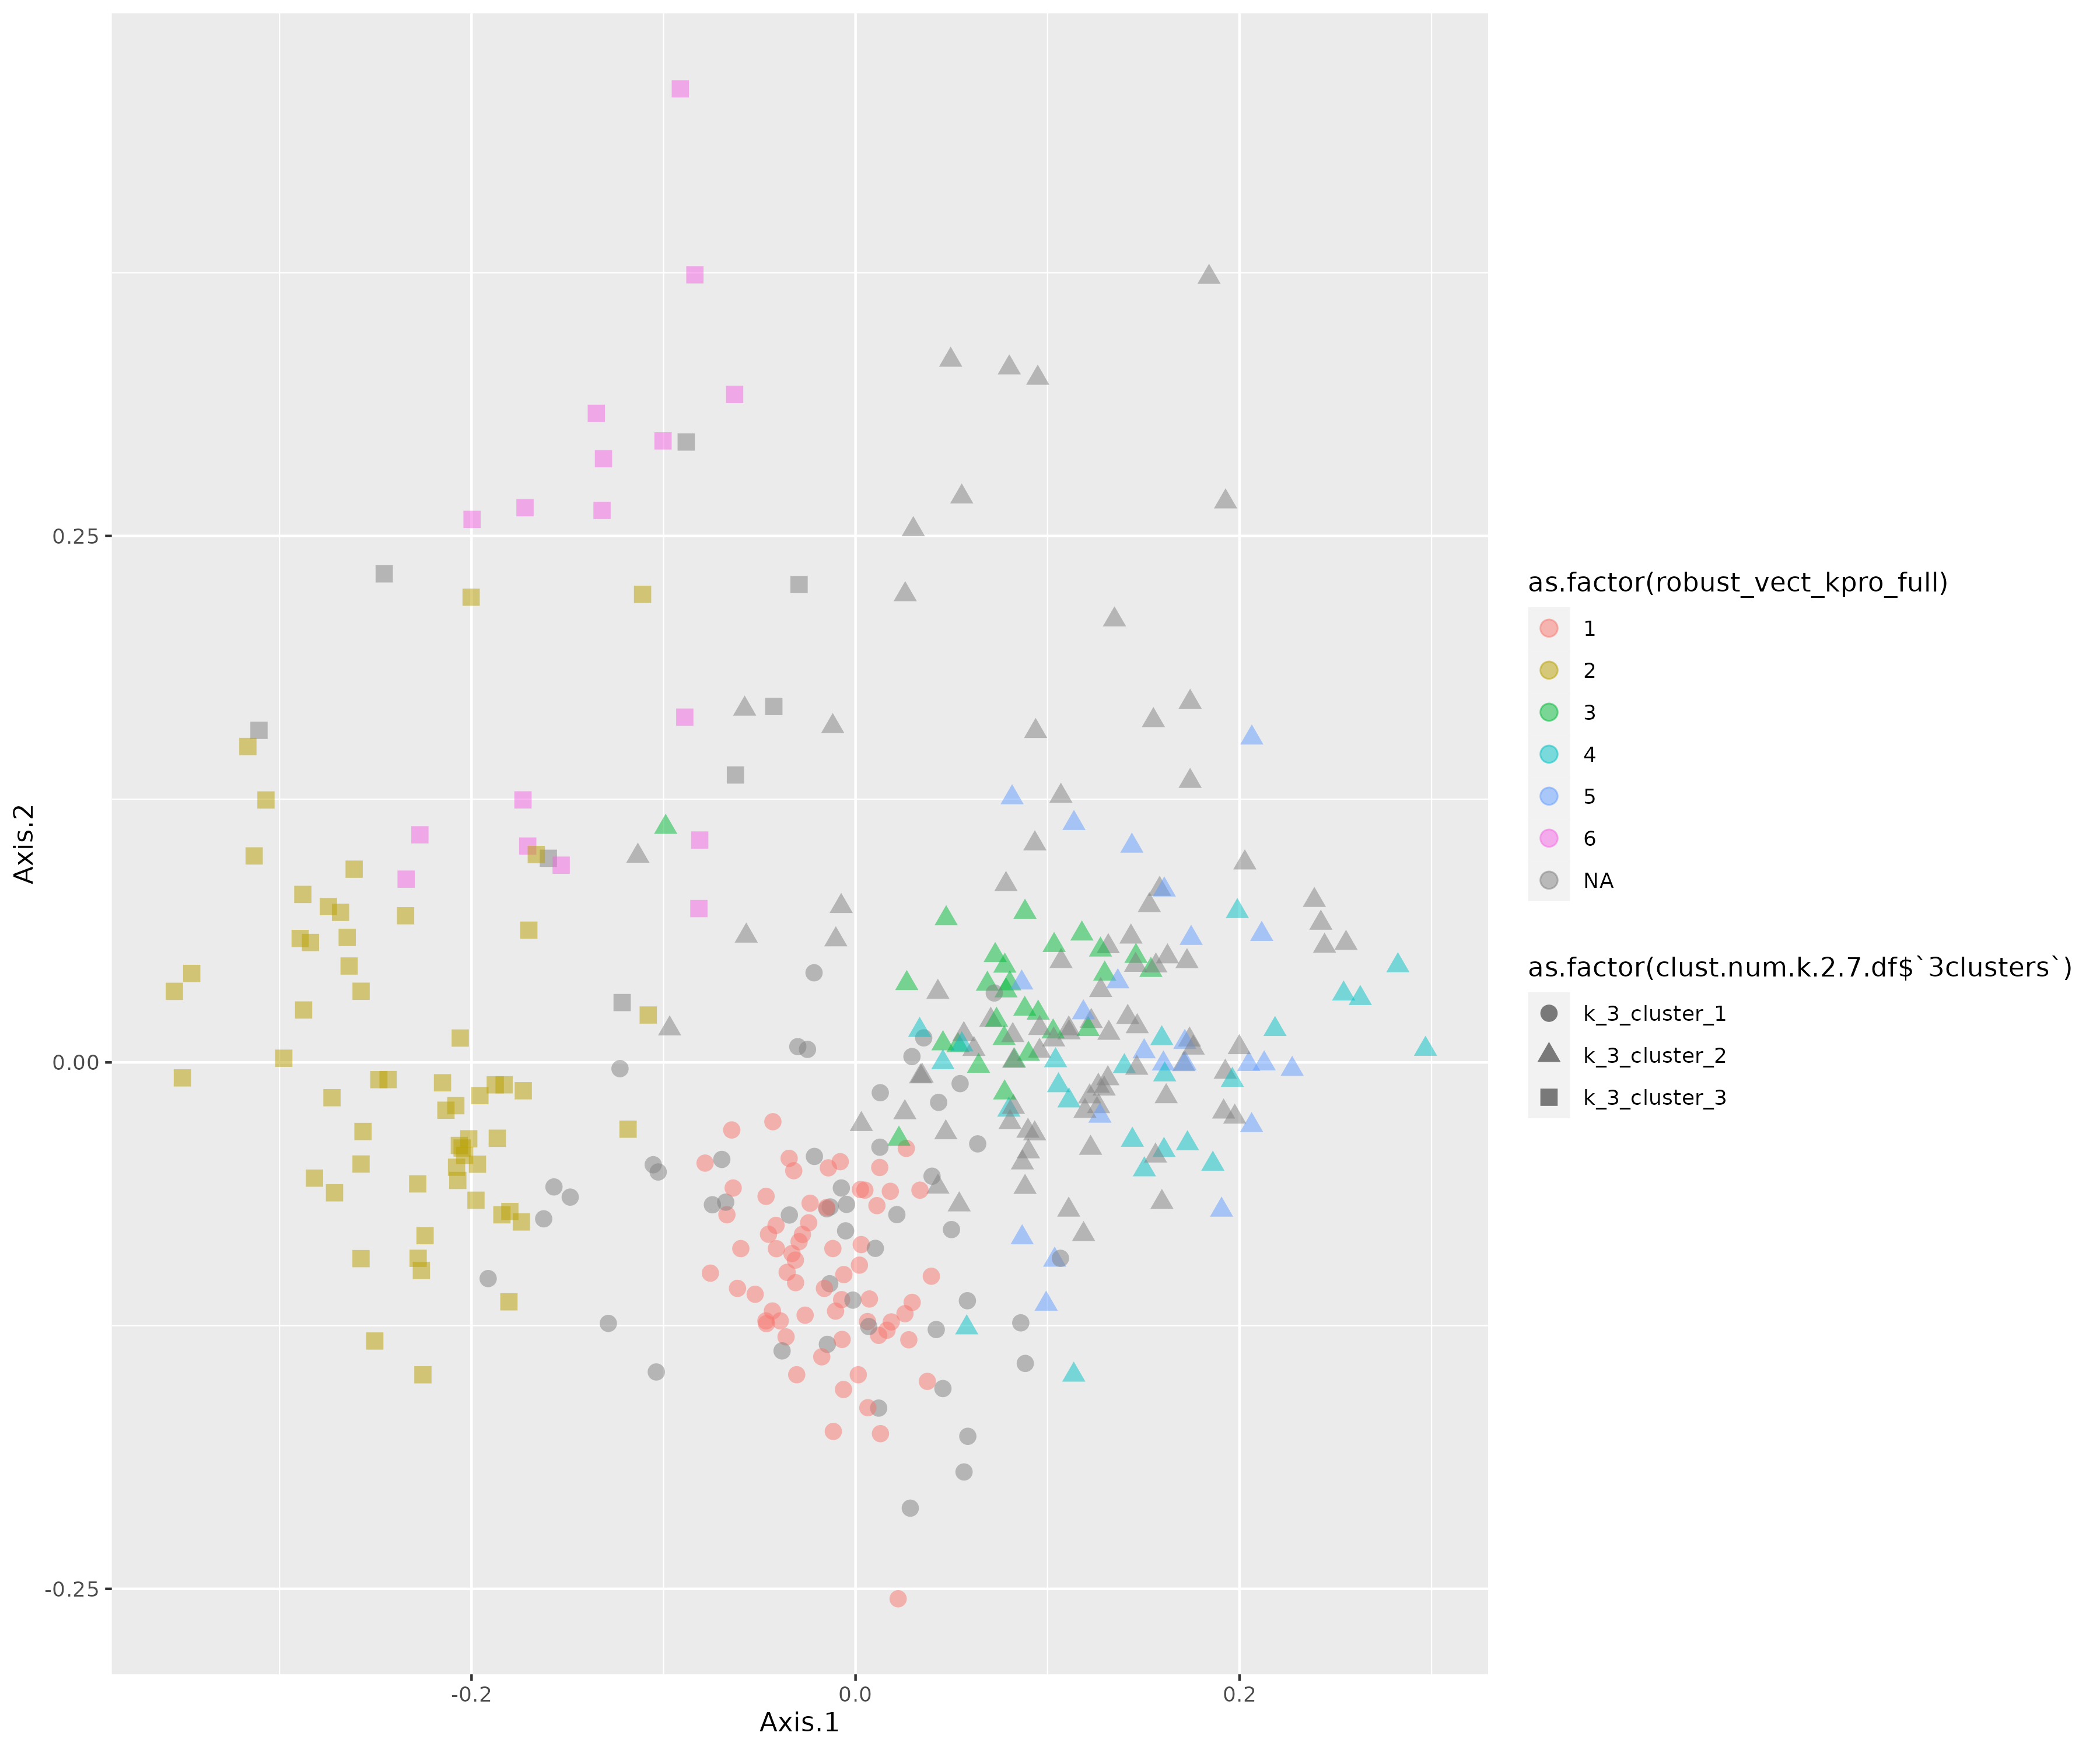 Axis.2
0.25
0.00
-0.25
-0.2
0.0
0.2
Axis.1
as.factor(robust_vect_kpro_full)
1
2
3
4
5
6
NA
as.factor(clust.num.k.2.7.df$`3clusters`)
k_3_cluster_1
k_3_cluster_2
k_3_cluster_3